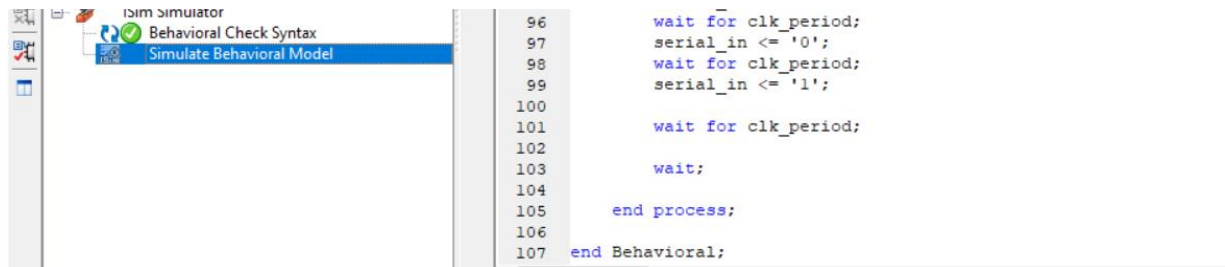 ISim Simulator
Behavioral Check Syntax
Simulate Behavioral Model
96 wait for clk_period;
97 serial_in <= '0';
98 wait for clk_period;
99 serial_in <= '1';
100
101 wait for clk_period;
102
103 wait;
104
105 end process;
106
107 end Behavioral;